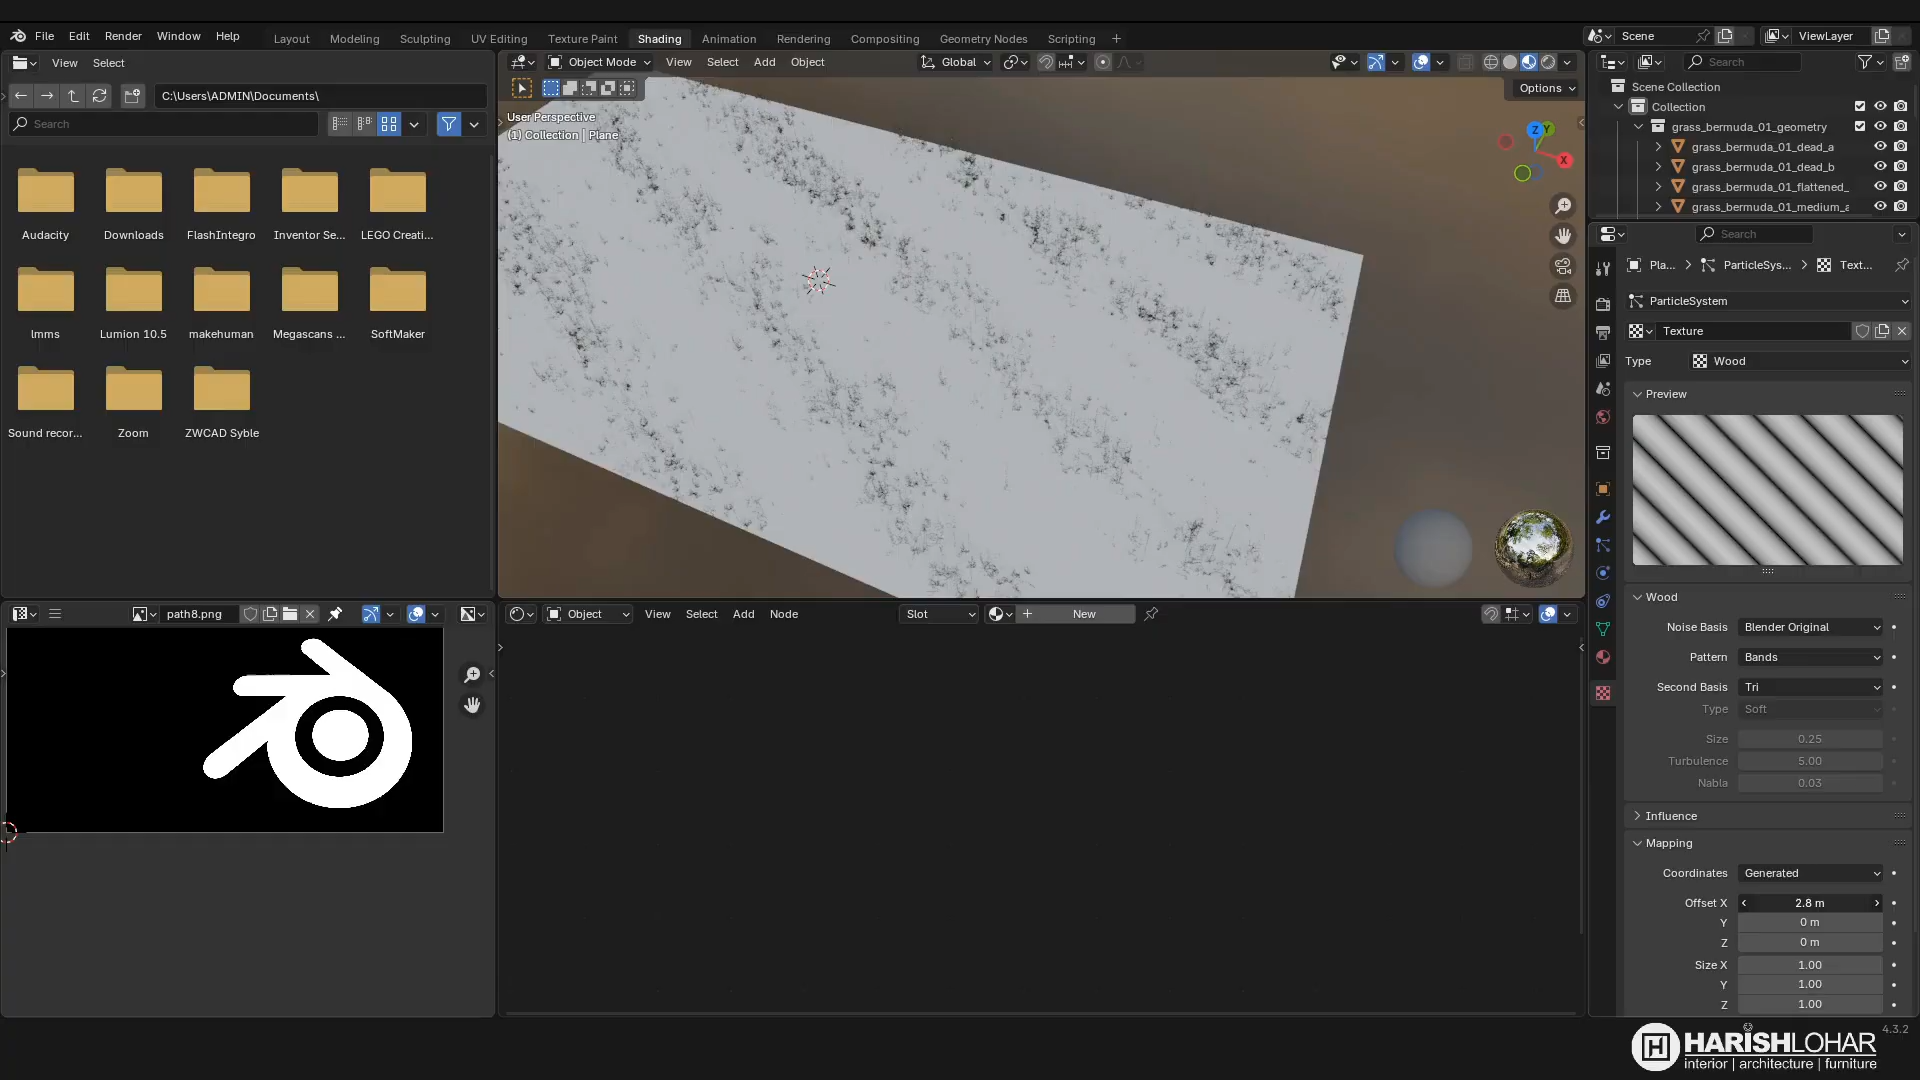 File Edit Render Window Help
Layout Modeling Sculpting UV Editing Texture Paint Shading Animation Rendering Compositing Geometry Nodes Scripting +
Scene
ViewLayer
View Select
Object Mode View Select Add Object
Global
Search
C:\Users\ADMIN\Documents\
Search
Options
User Perspective
(1) Collection | Plane
Z Y
X
Audacity Downloads FlashIntegro Inventor Se... LEGO Creati...
lmms Lumion 10.5 makehuman Megascans ... SoftMaker
Sound recor... Zoom ZWCAD Syble
Scene Collection
Collection
grass_bermuda_01_geometry
grass_bermuda_01_dead_a
grass_bermuda_01_dead_b
grass_bermuda_01_flattened_
grass_bermuda_01_medium_a
Search
Pla... ParticleSys... Text...
ParticleSystem
Texture
Type Wood
Preview
Wood
Noise Basis Blender Original
Pattern Bands
Second Basis Tri
Type Soft
Size 0.25
Turbulence 5.00
Nabla 0.03
Influence
Mapping
Coordinates Generated
Offset X 2.8 m
Y 0 m
Z 0 m
Size X 1.00
Y 1.00
Z 1.00
path8.png
Object View Select Add Node
Slot
New
4.3.2
HARISHLOHAR
interior | architecture | furniture